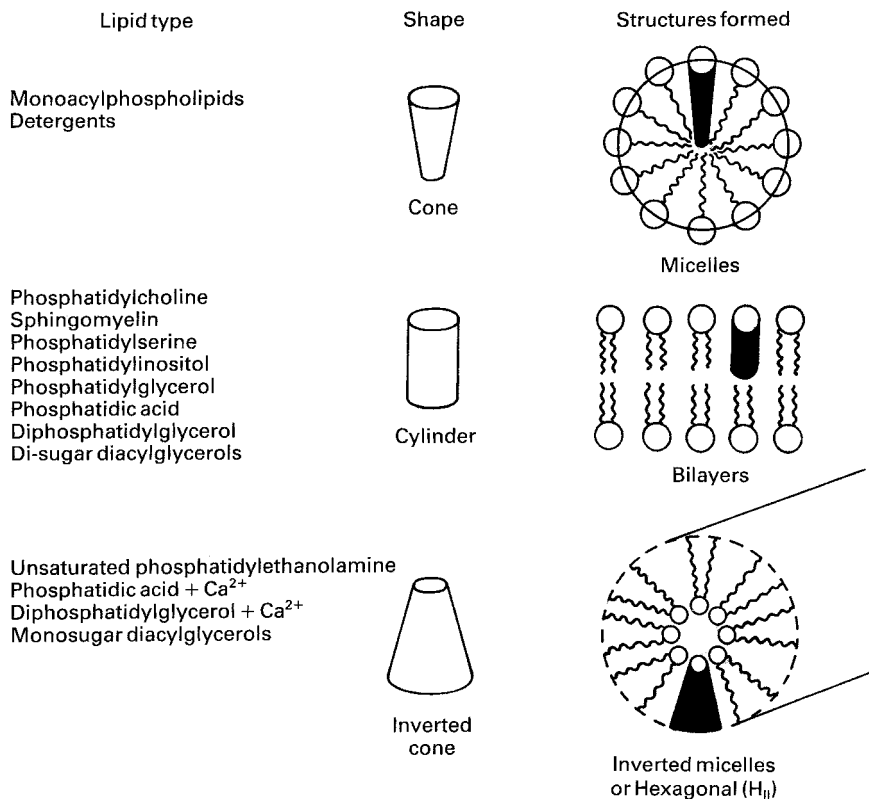 Lipid type
Shape
Structures formed
Monoacylphospholipids
Detergents
Cone
Micelles
Phosphatidylcholine
Sphingomyelin
Phosphatidylserine
Phosphatidylinositol
Phosphatidylglycerol
Phosphatidic acid
Diphosphatidylglycerol
Di-sugar diacylglycerols
Cylinder
Bilayers
Unsaturated phosphatidylethanolamine
Phosphatidic acid + Ca²⁺
Diphosphatidylglycerol + Ca²⁺
Monosugar diacylglycerols
Inverted
cone
Inverted micelles
or Hexagonal (H_II)